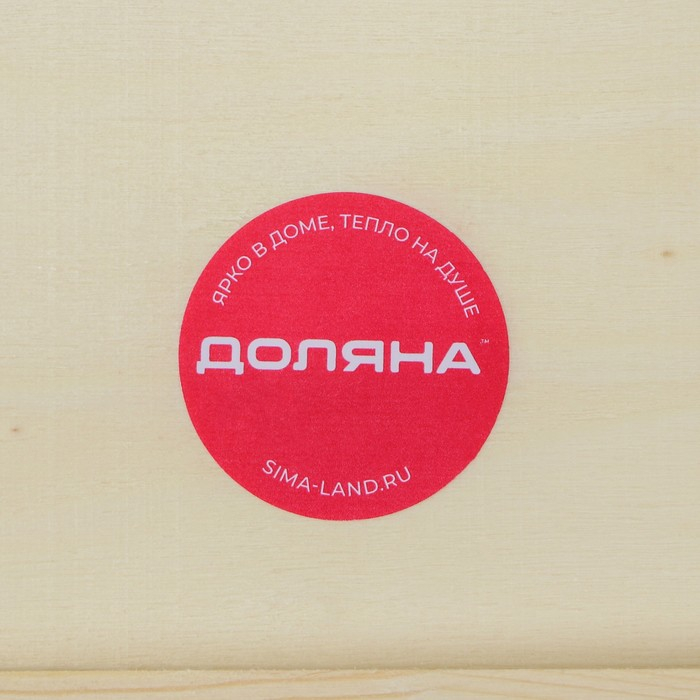 ЯРКО В ДОМЕ, ТЕПЛО НА ДУШЕ
ДОЛЯНА™
SIMA-LAND.RU